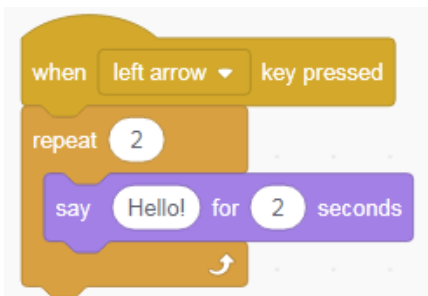 when left arrow key pressed
repeat 2
say Hello! for 2 seconds